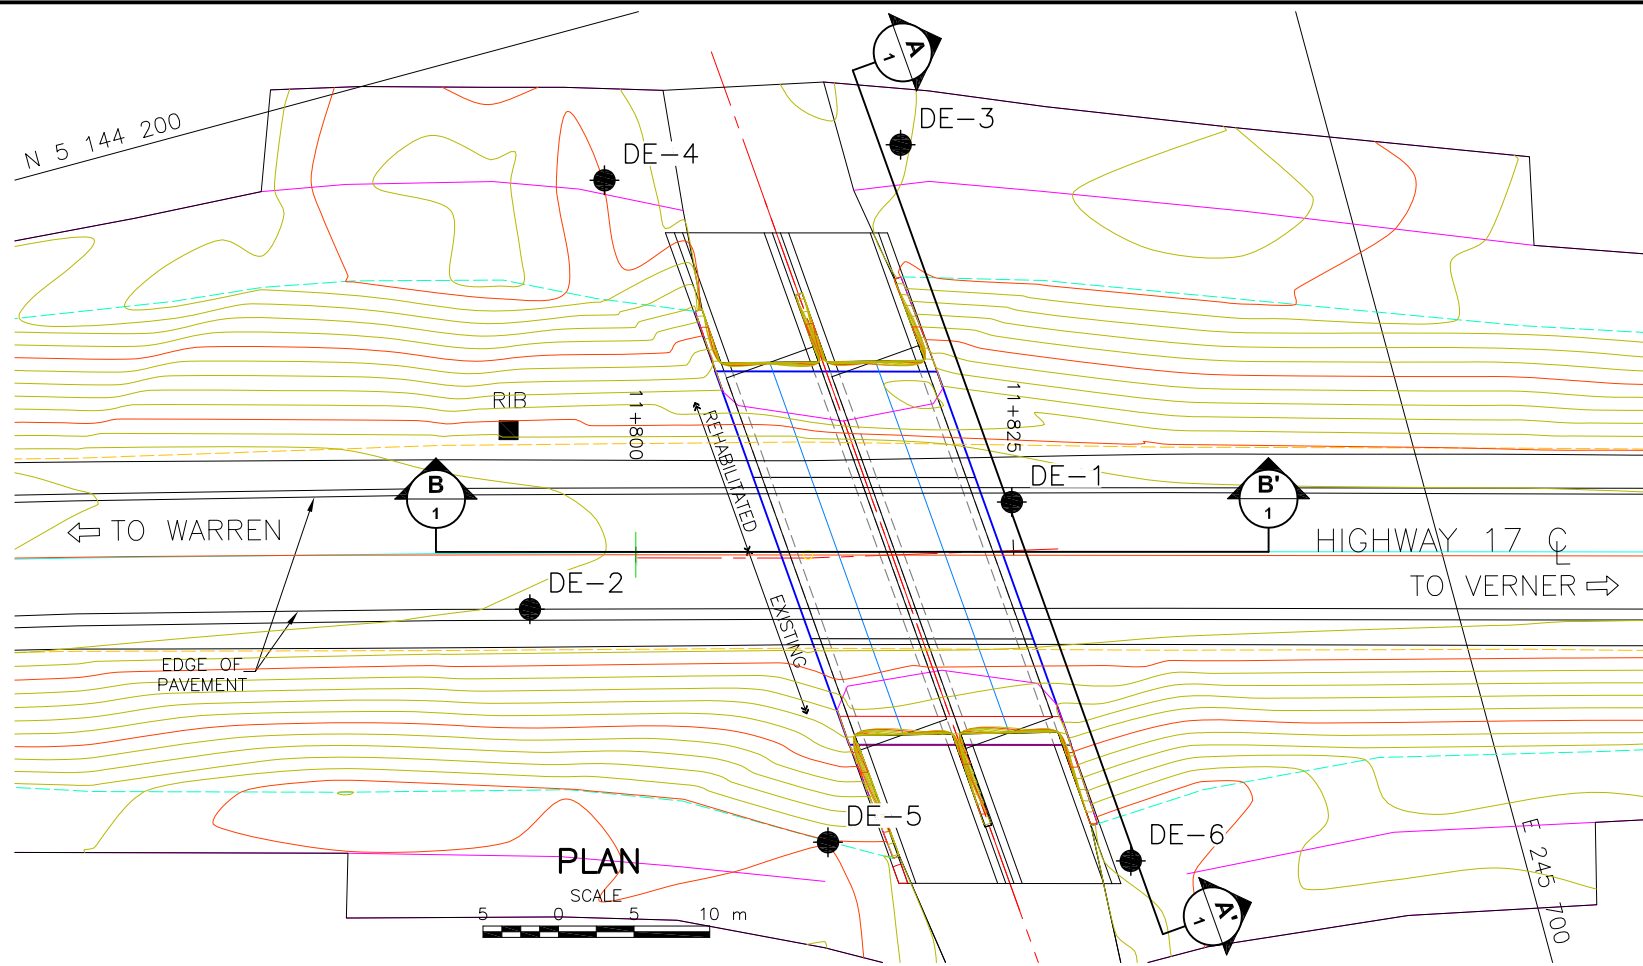 A
1
DE-3
N 5 144 200
DE-4
RIB
11+800
11+825
REHABILITATED
DE-1
B
1
B'
1
TO WARREN
HIGHWAY 17 ℄
DE-2
TO VERNER
EXISTING
EDGE OF
PAVEMENT
DE-5
DE-6
E 245 700
PLAN
SCALE
5 0 5 10 m
A'
1